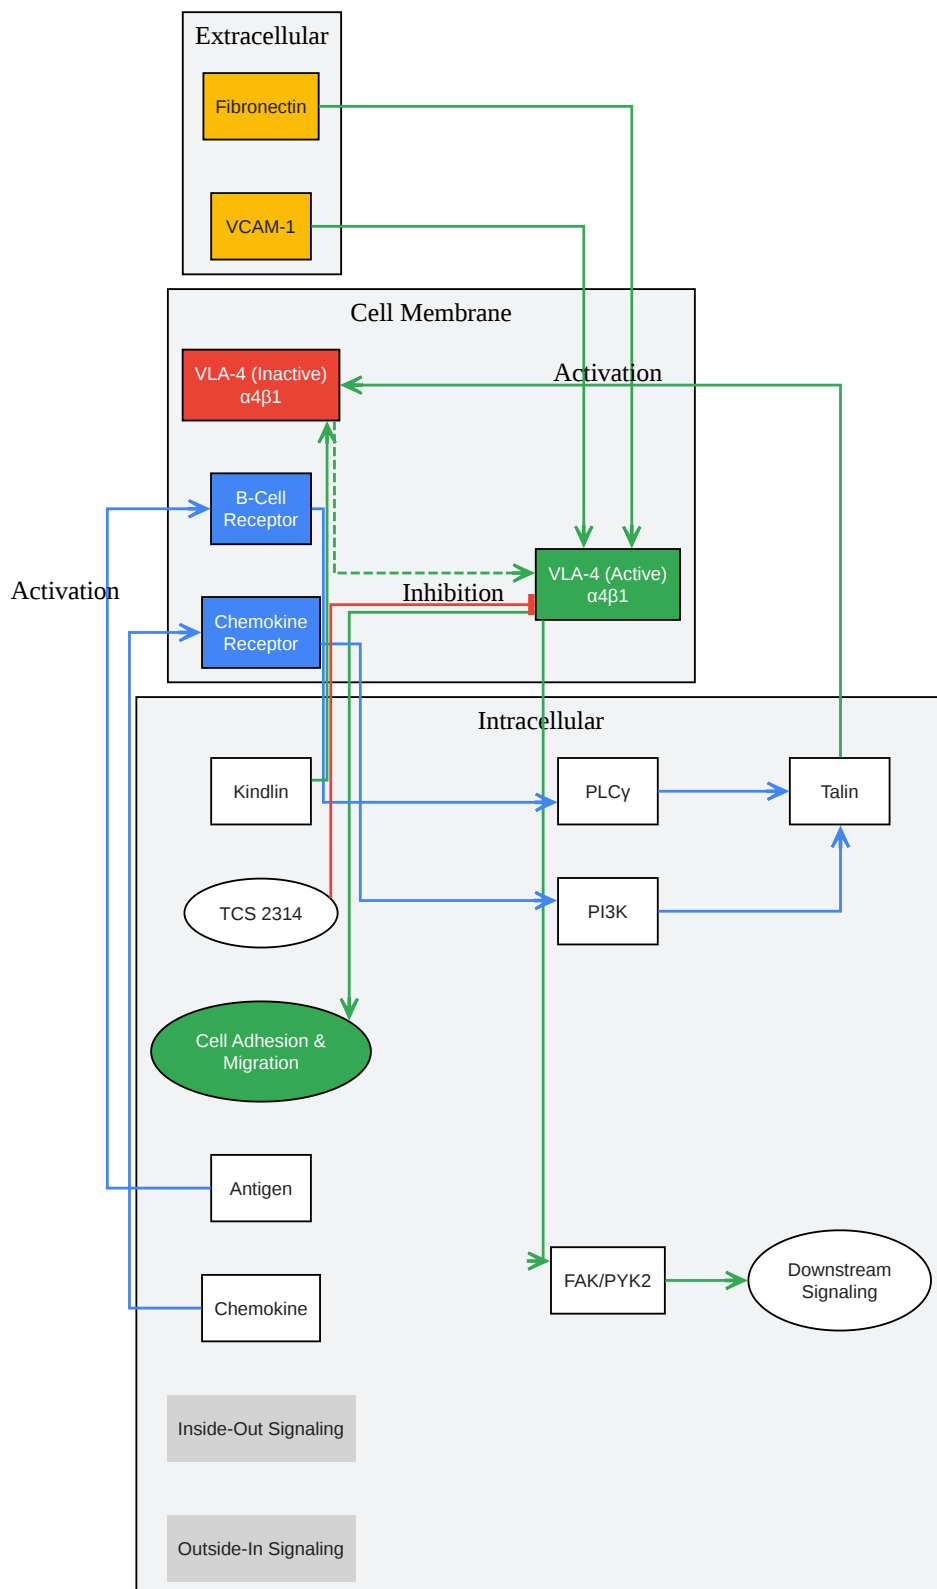 Extracellular
Fibronectin
VCAM-1
Cell Membrane
VLA-4 (Inactive)
α4β1
Activation
B-Cell
Receptor
VLA-4 (Active)
α4β1
Activation
Inhibition
Chemokine
Receptor
Intracellular
Kindlin
PLCγ
Talin
TCS 2314
PI3K
Cell Adhesion &
Migration
Antigen
Chemokine
FAK/PYK2
Downstream
Signaling
Inside-Out Signaling
Outside-In Signaling